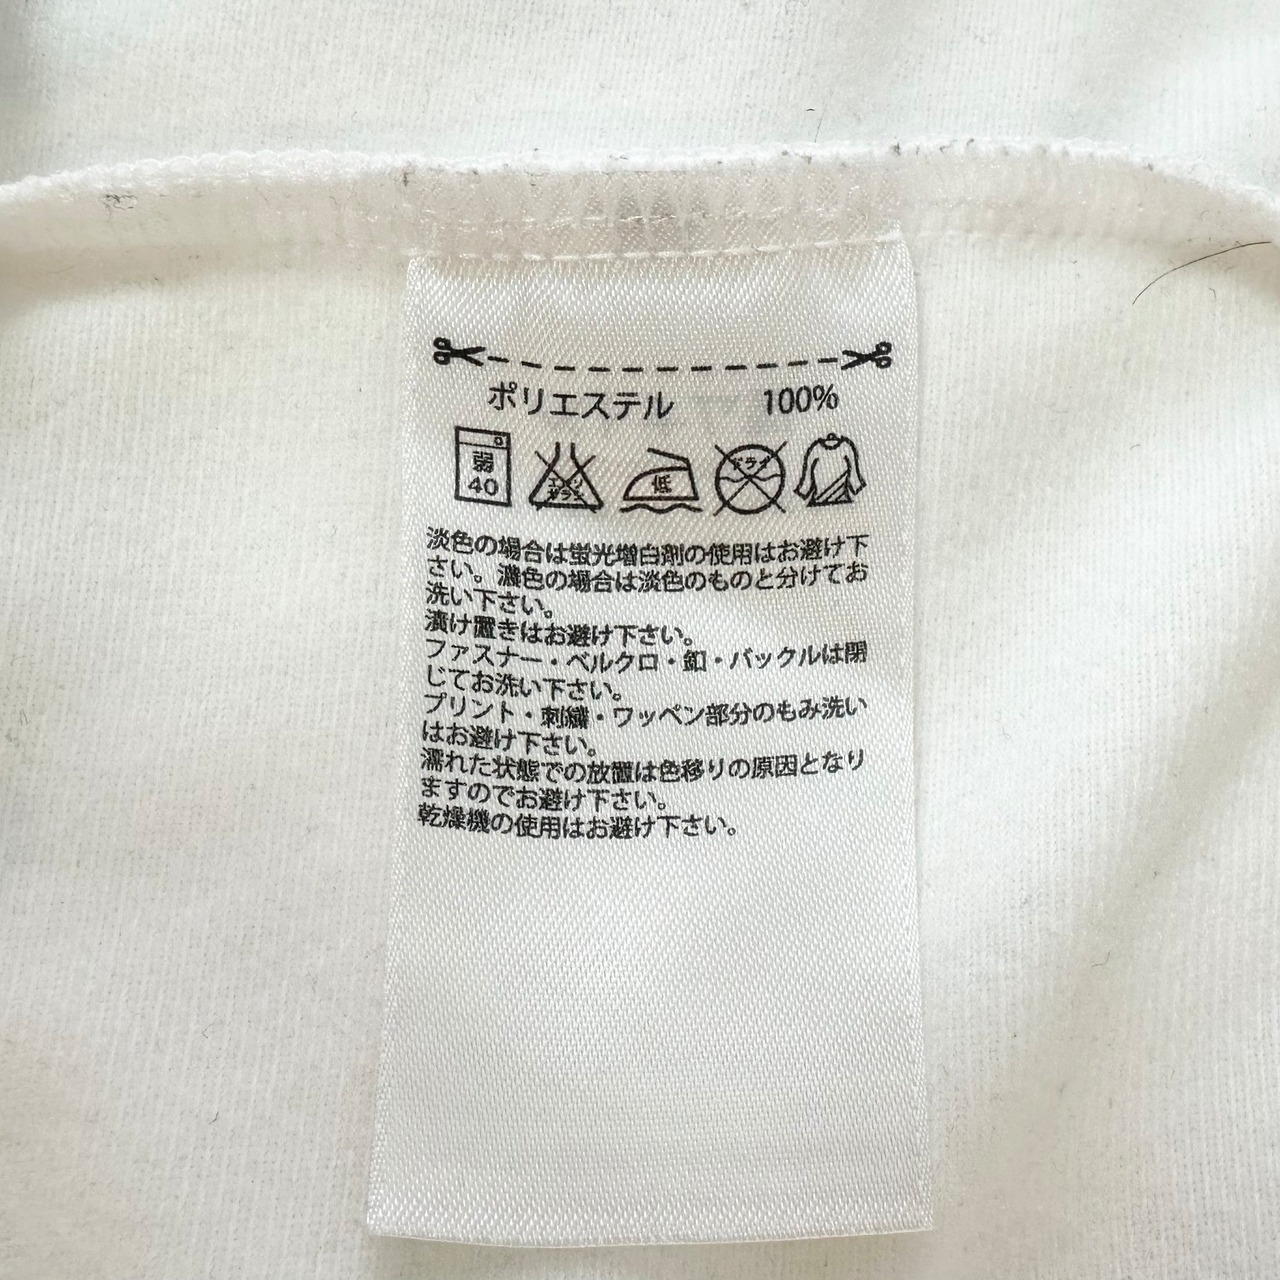 ポリエステル 100%
弱
40
エンソ
サラシ
低
ドライ
淡色の場合は蛍光増白剤の使用はお避け下
さい。濃色の場合は淡色のものと分けてお
洗い下さい。
漬け置きはお避け下さい。
ファスナー・ベルクロ・釦・バックルは閉
じてお洗い下さい。
プリント・刺繍・ワッペン部分のもみ洗い
はお避け下さい。
濡れた状態での放置は色移りの原因となり
ますのでお避け下さい。
乾燥機の使用はお避け下さい。